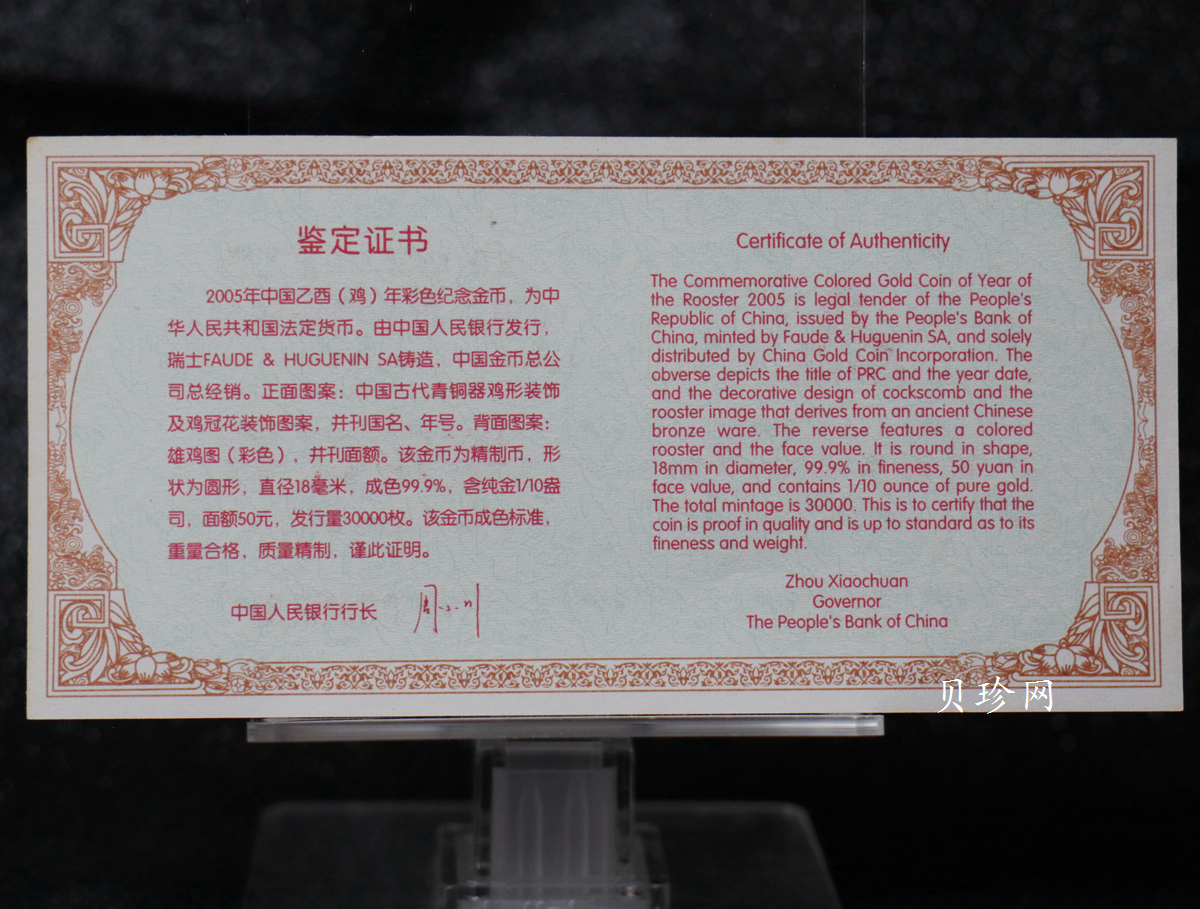 鉴定证书
2005年中国乙酉（鸡）年彩色纪念金币，为中
华人民共和国法定货币。由中国人民银行发行，
瑞士FAUDE & HUGUENIN SA铸造，中国金币总公
司总经销。正面图案：中国古代青铜器鸡形装饰
及鸡冠花装饰图案，并刊国名、年号。背面图案：
雄鸡图（彩色），并刊面额。该金币为精制币，形
状为圆形，直径18毫米，成色99.9%，含纯金1/10盎
司，面额50元，发行量30000枚。该金币成色标准，
重量合格，质量精制，谨此证明。
中国人民银行行长 周小川
Certificate of Authenticity
The Commemorative Colored Gold Coin of Year of
the Rooster 2005 is legal tender of the People's
Republic of China, issued by the People's Bank of
China, minted by Faude & Huguenin SA, and solely
distributed by China Gold Coin Incorporation. The
obverse depicts the title of PRC and the year date,
and the decorative design of cockscomb and the
rooster image that derives from an ancient Chinese
bronze ware. The reverse features a colored
rooster and the face value. It is round in shape,
18mm in diameter, 99.9% in fineness, 50 yuan in
face value, and contains 1/10 ounce of pure gold.
The total mintage is 30000. This is to certify that the
coin is proof in quality and is up to standard as to its
fineness and weight.
Zhou Xiaochuan
Governor
The People's Bank of China
贝珍网